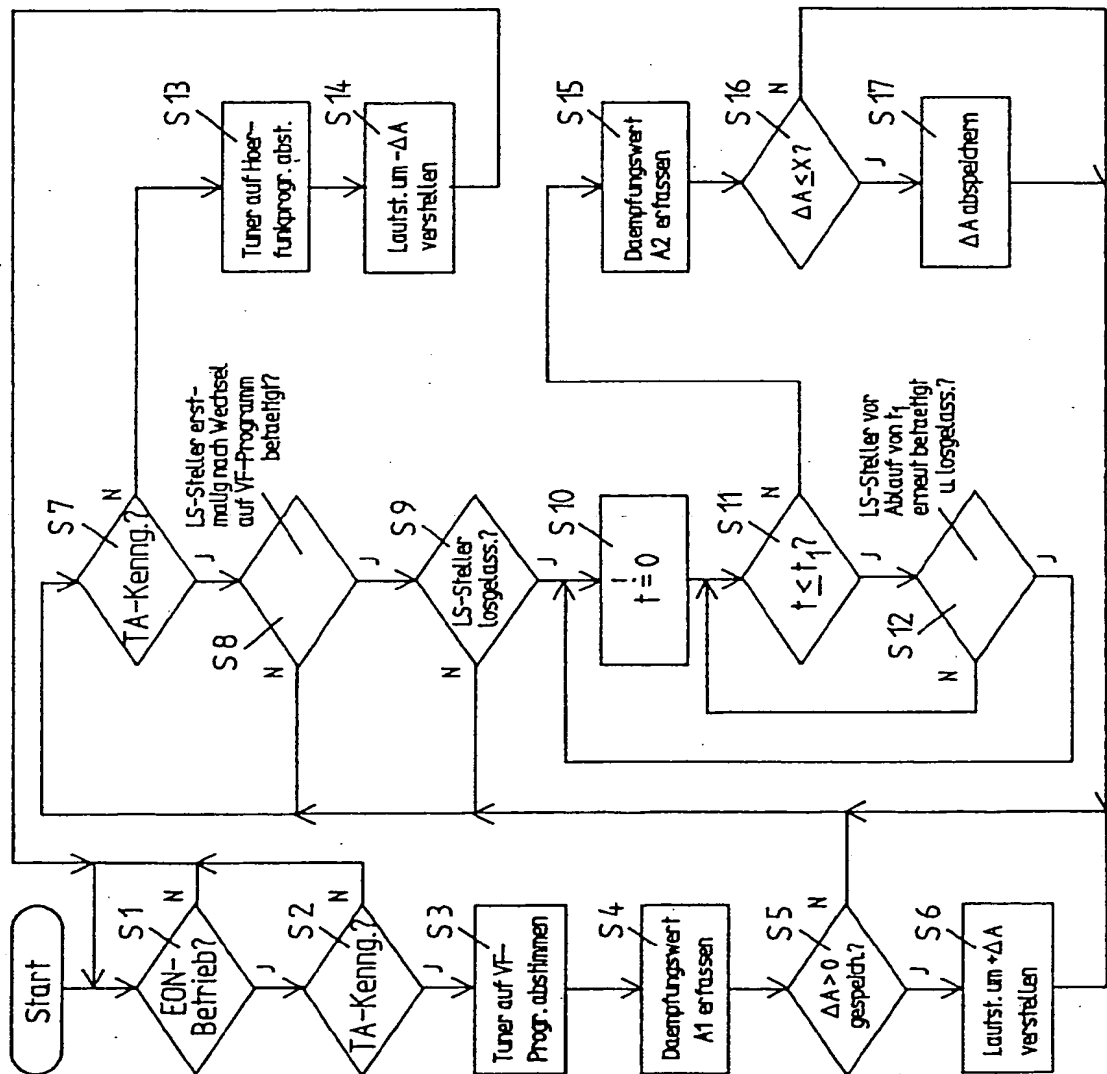 Start
S1
EON-
Betrieb?
N
J
S2
TA-Kenng.?
N
J
S3
Tuner auf VF-
Progr. abstimmen
S4
Daempfungswert
A1 erfassen
S5
ΔA > 0
gespeich.?
N
J
S6
Lautst. um +ΔA
verstellen
S7
TA-Kenng.?
N
J
LS-Steller erst-
malig nach Wechsel
auf VF-Programm
betaetigt?
S8
N
J
S9
LS-Steller
losgelass.?
N
J
S10
t = 0
S11
t ≤ t1?
N
J
LS-Steller vor
Ablauf von t1
erneut betaetigt
u. losgelass.?
S12
N
J
S13
Tuner auf Hoer-
funkprogr. abst.
S14
Lautst. um -ΔA
verstellen
S15
Daempfungswert
A2 erfassen
S16
ΔA ≤ X?
N
J
S17
ΔA abspeichern